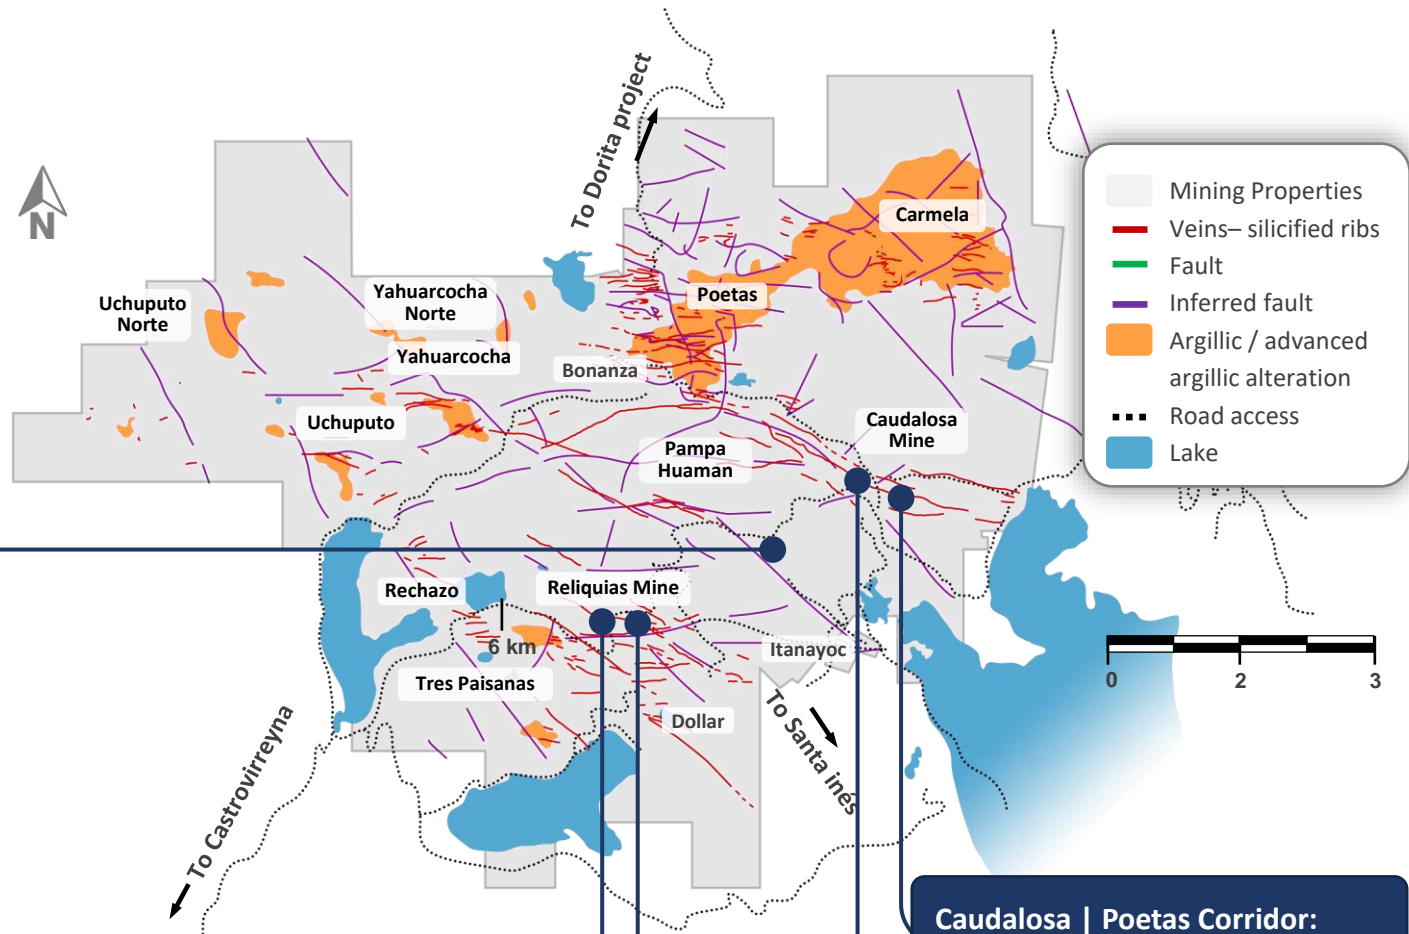 To Dorita project
N
Carmela
Poetas
Uchuputo
Norte
Yahuarcocha
Norte
Yahuarcocha
Bonanza
Uchuputo
Caudalosa
Mine
Pampa
Huaman
Rechazo
Reliquias Mine
6 km
Itanayoc
Tres Paisanas
Dollar
To Santa inés
To Castrovirreyna
Mining Properties
Veins– silicified ribs
Fault
Inferred fault
Argillic / advanced
argillic alteration
Road access
Lake
0 2 3
Caudalosa | Poetas Corridor: